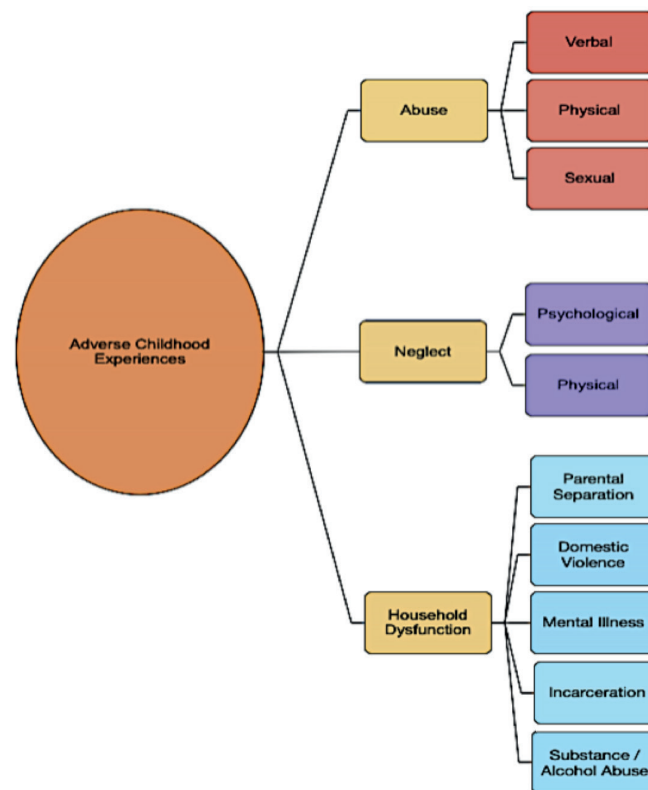 Adverse Childhood
Experiences
Abuse
Verbal
Physical
Sexual
Neglect
Psychological
Physical
Household
Dysfunction
Parental
Separation
Domestic
Violence
Mental Illness
Incarceration
Substance /
Alcohol Abuse